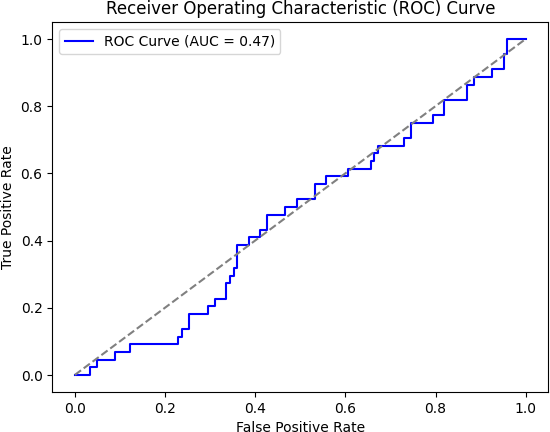 Receiver Operating Characteristic (ROC) Curve
ROC Curve (AUC = 0.47)
1.0
0.8
0.6
0.4
0.2
0.0
True Positive Rate
0.0 0.2 0.4 0.6 0.8 1.0
False Positive Rate